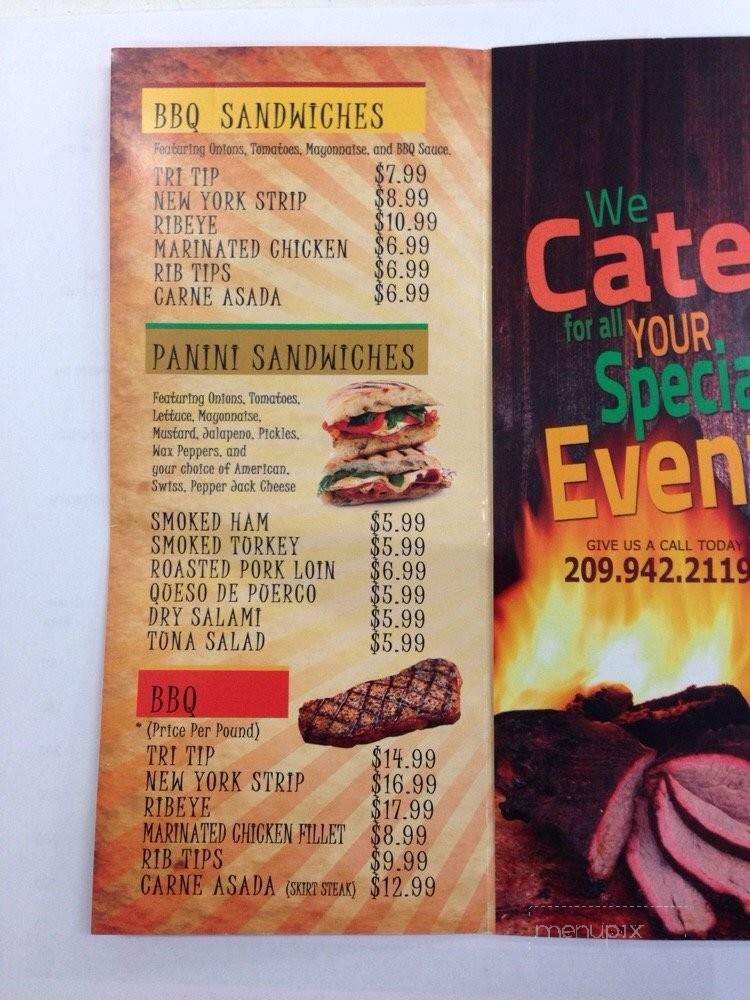 BBQ SANDWICHES
Featuring Onions, Tomatoes, Mayonnaise, and BBQ Sauce.
TRI TIP $7.99
NEW YORK STRIP $8.99
RIBEYE $10.99
MARINATED CHICKEN $6.99
RIB TIPS $6.99
CARNE ASADA $6.99
PANINI SANDWICHES
Featuring Onions, Tomatoes,
Lettuce, Mayonnaise,
Mustard, Jalapeno, Pickles,
Wax Peppers, and
your choice of American,
Swiss, Pepper Jack Cheese
SMOKED HAM $5.99
SMOKED TURKEY $5.99
ROASTED PORK LOIN $6.99
QUESO DE PUERCO $5.99
DRY SALAMI $5.99
TUNA SALAD $5.99
BBQ
* (Price Per Pound)
TRI TIP $14.99
NEW YORK STRIP $16.99
RIBEYE $17.99
MARINATED CHICKEN FILLET $8.99
RIB TIPS $9.99
CARNE ASADA (SKIRT STEAK) $12.99
We
Cate
for all YOUR
Specia
Even
GIVE US A CALL TODAY
209.942.2119
menupix